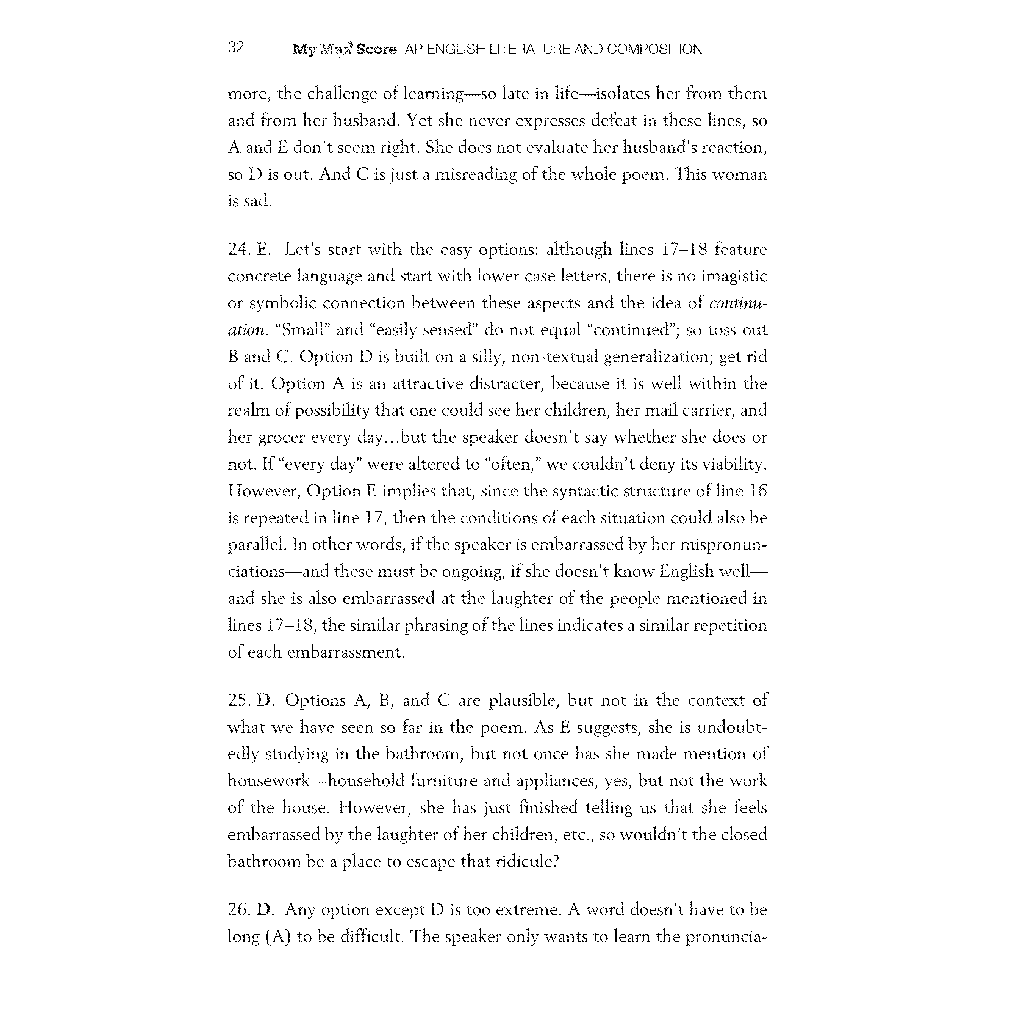 32 My Max Score AP ENGLISH LITERATURE AND COMPOSITION
more, the challenge of learning—so late in life—isolates her from them
and from her husband. Yet she never expresses defeat in these lines, so
A and E don't seem right. She does not evaluate her husband's reaction,
so D is out. And C is just a misreading of the whole poem. This woman
is sad.
24. E. Let's start with the easy options: although lines 17–18 feature
concrete language and start with lower case letters, there is no imagistic
or symbolic connection between these aspects and the idea of continu-
ation. “Small” and “easily sensed” do not equal “continued”; so toss out
B and C. Option D is built on a silly, non-textual generalization; get rid
of it. Option A is an attractive distracter, because it is well within the
realm of possibility that one could see her children, her mail carrier, and
her grocer every day…but the speaker doesn't say whether she does or
not. If “every day” were altered to “often,” we couldn't deny its viability.
However, Option E implies that, since the syntactic structure of line 16
is repeated in line 17, then the conditions of each situation could also be
parallel. In other words, if the speaker is embarrassed by her mispronun-
ciations—and these must be ongoing, if she doesn't know English well—
and she is also embarrassed at the laughter of the people mentioned in
lines 17–18, the similar phrasing of the lines indicates a similar repetition
of each embarrassment.
25. D. Options A, B, and C are plausible, but not in the context of
what we have seen so far in the poem. As E suggests, she is undoubt-
edly studying in the bathroom, but not once has she made mention of
housework—household furniture and appliances, yes, but not the work
of the house. However, she has just finished telling us that she feels
embarrassed by the laughter of her children, etc., so wouldn't the closed
bathroom be a place to escape that ridicule?
26. D. Any option except D is too extreme. A word doesn't have to be
long (A) to be difficult. The speaker only wants to learn the pronuncia-